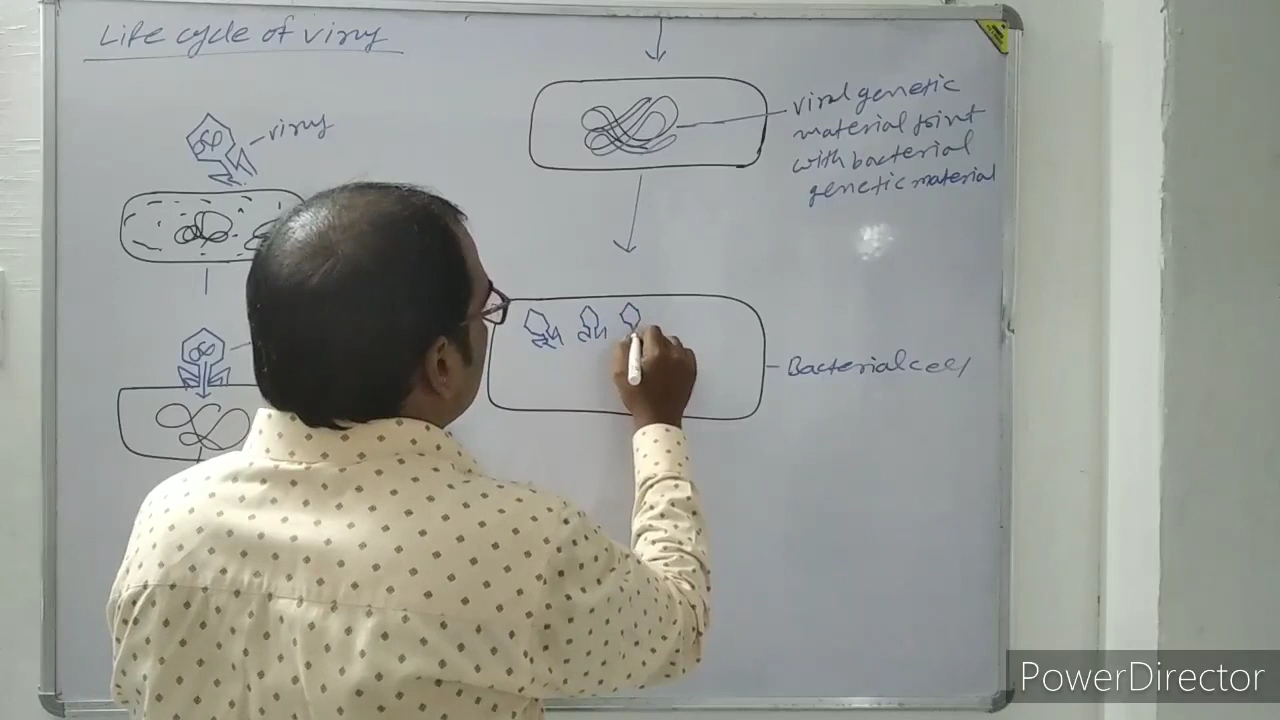 Life cycle of virus
virus
viral genetic
material joint
with bacterial
genetic material
Bacterial cell
PowerDirector